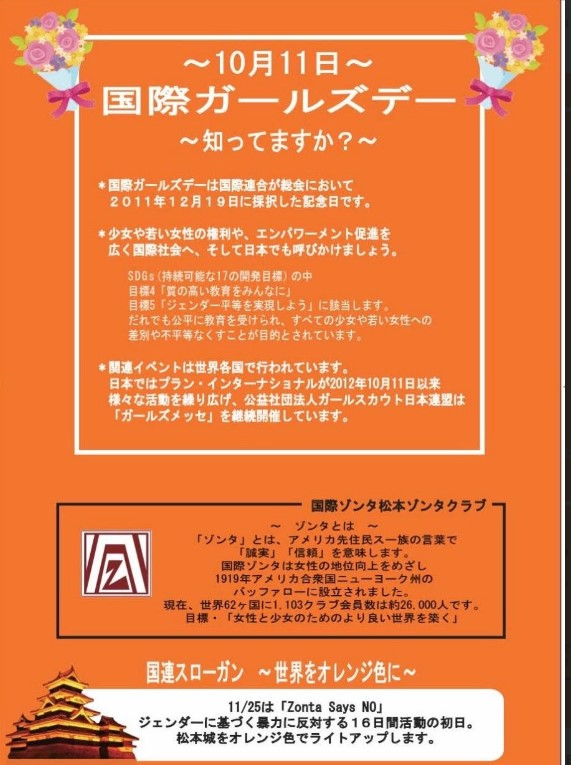 ～10月11日～
国際ガールズデー
～知ってますか？～
＊国際ガールズデーは国際連合が総会において
２０11年１２月１９日に採択した記念日です。
＊少女や若い女性の権利や、エンパワーメント促進を
広く国際社会へ、そして日本でも呼びかけましょう。
SDGs(持続可能な17の開発目標)の中
目標4「質の高い教育をみんなに」
目標5「ジェンダー平等を実現しよう」に該当します。
だれでも公平に教育を受けられ、すべての少女や若い女性への
差別や不平等なくすことが目的とされています。
＊関連イベントは世界各国で行われています。
日本ではプラン・インターナショナルが2012年10月11日以来
様々な活動を繰り広げ、公益社団法人ガールスカウト日本連盟は
「ガールズメッセ」を継続開催しています。
国際ゾンタ松本ゾンタクラブ
～　ゾンタとは　～
「ゾンタ」とは、アメリカ先住民スー族の言葉で
「誠実」「信頼」を意味します。
国際ゾンタは女性の地位向上をめざし
1919年アメリカ合衆国ニューヨーク州の
バッファローに設立されました。
現在、世界62ヶ国に1,103クラブ会員数は約26,000人です。
目標・「女性と少女のためのより良い世界を築く」
国連スローガン　～世界をオレンジ色に～
11/25は「Zonta Says NO」
ジェンダーに基づく暴力に反対する１６日間活動の初日。
松本城をオレンジ色でライトアップします。